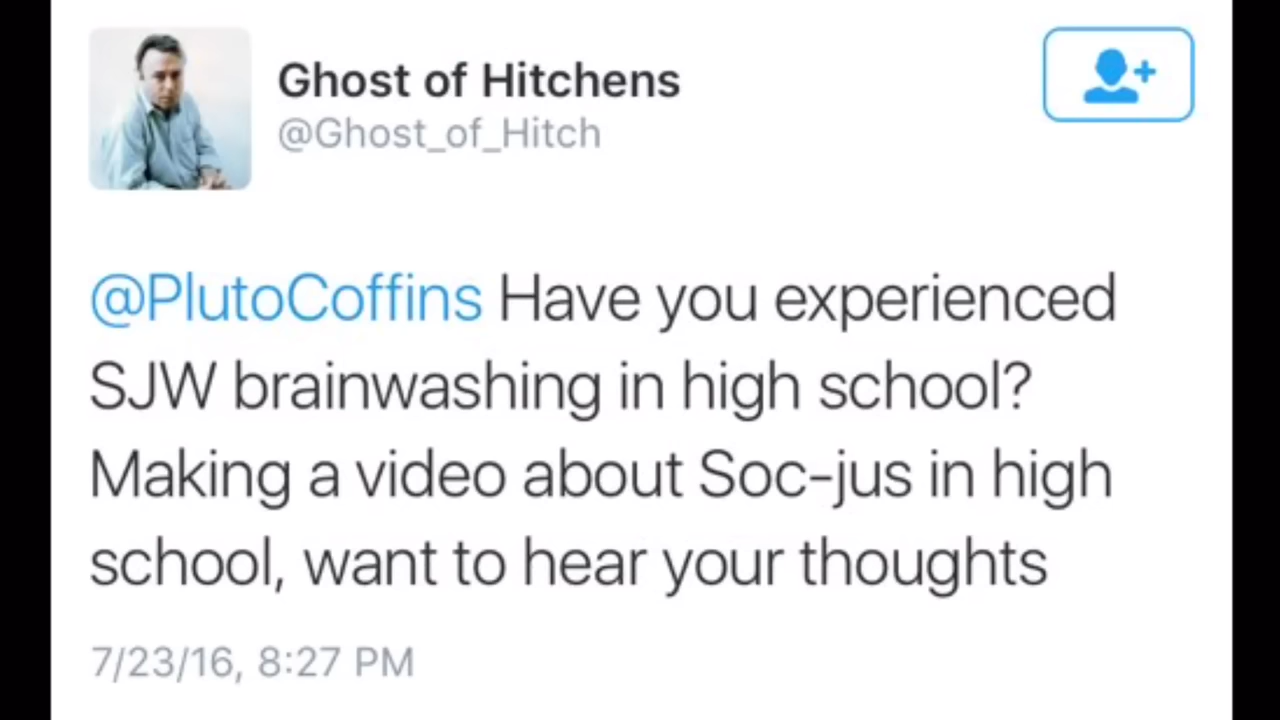 Ghost of Hitchens
@Ghost_of_Hitch
@PlutoCoffins Have you experienced
SJW brainwashing in high school?
Making a video about Soc-jus in high
school, want to hear your thoughts
7/23/16, 8:27 PM